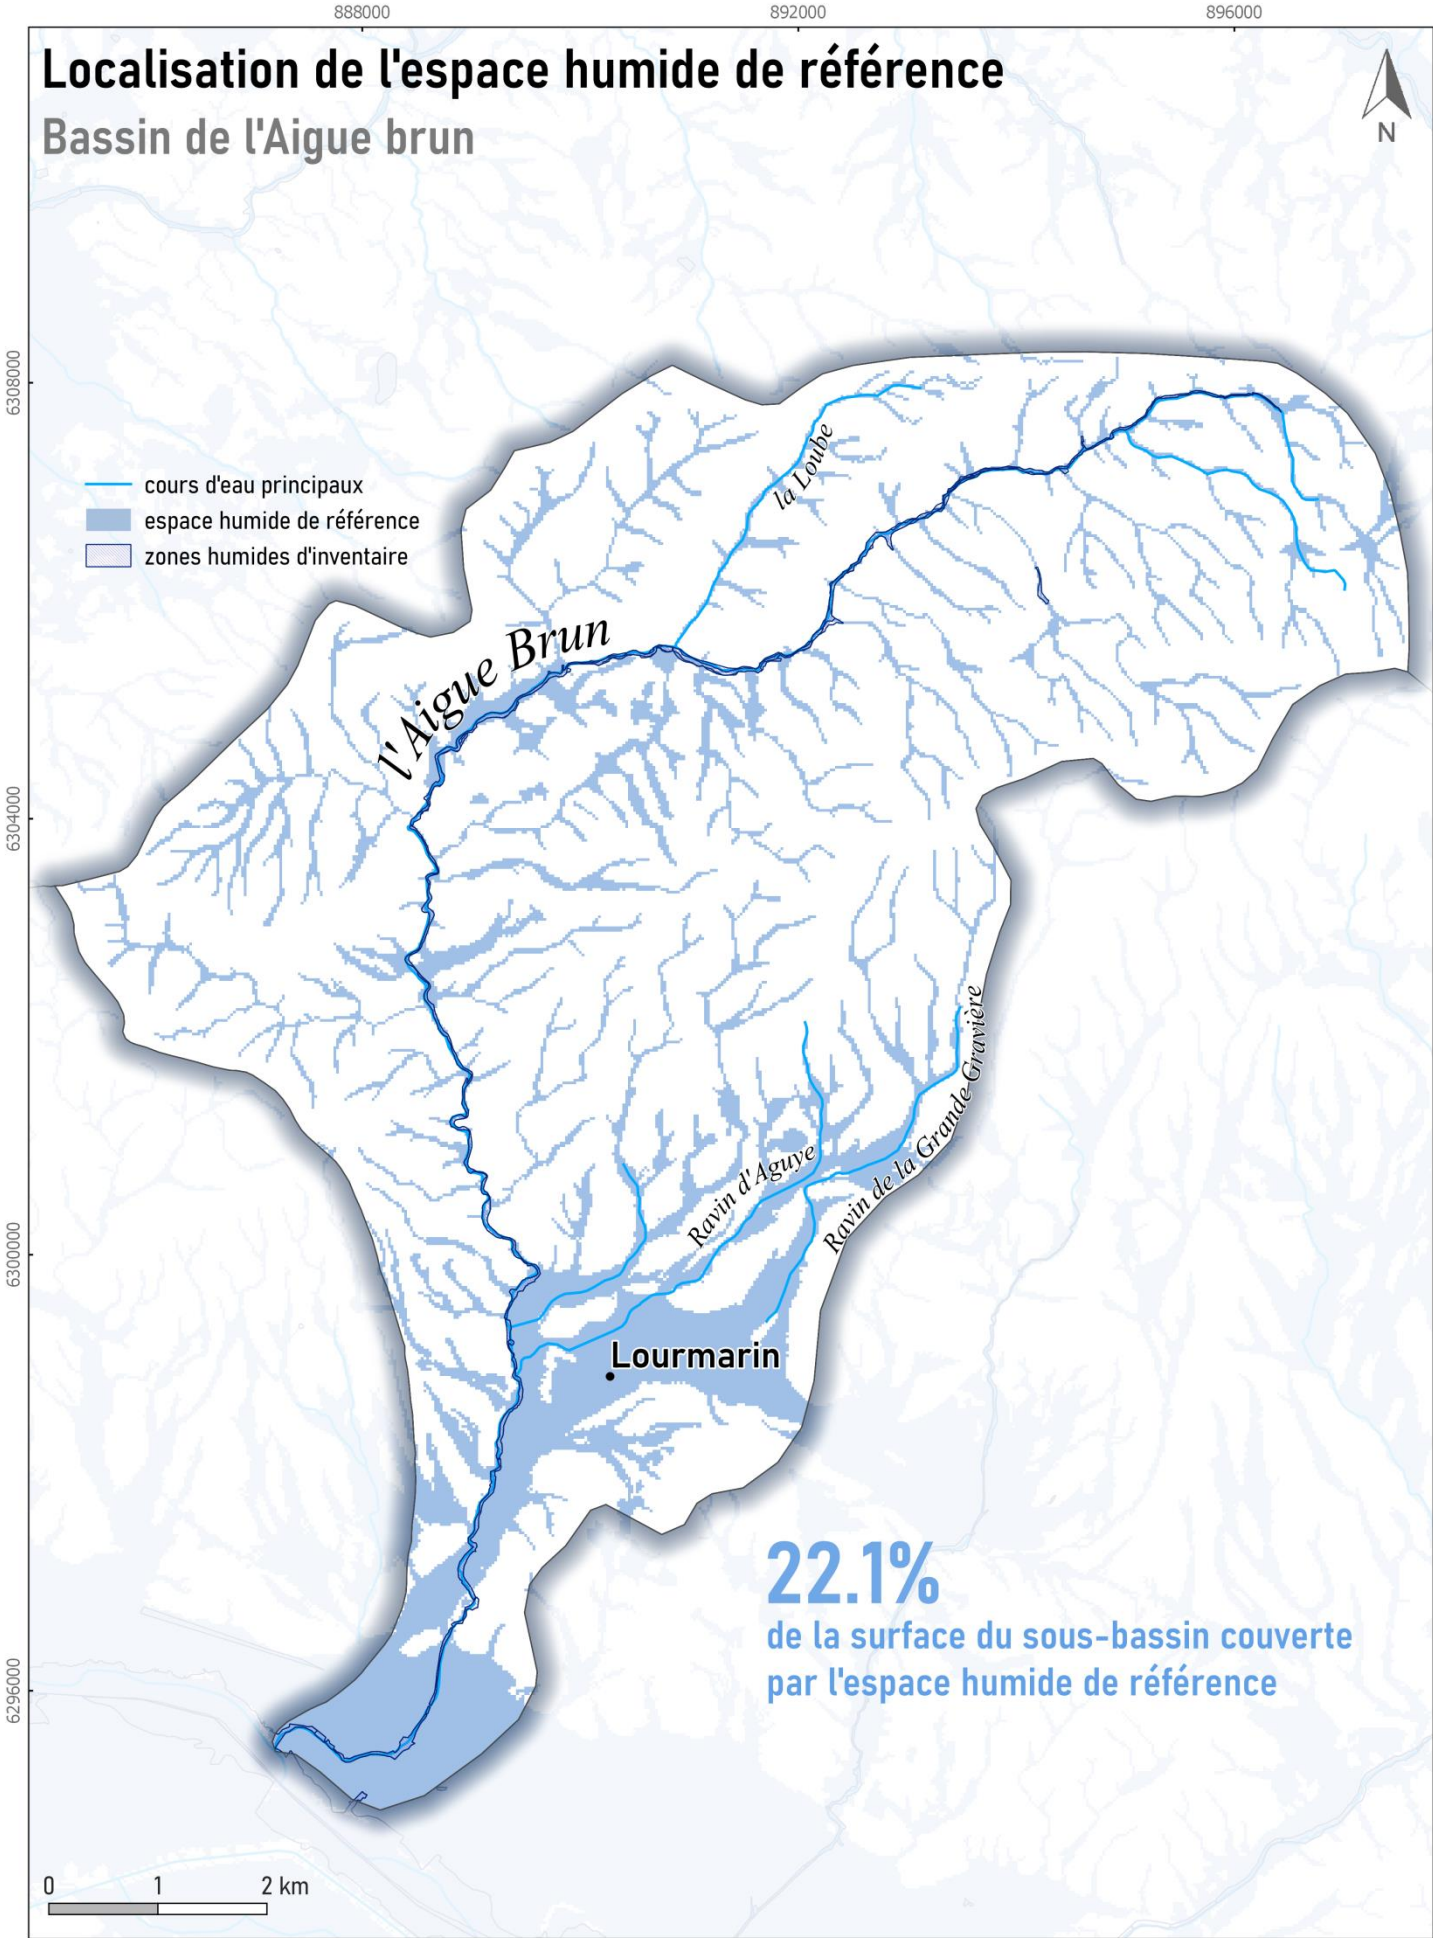 888000
892000
896000
Localisation de l'espace humide de référence
Bassin de l'Aigue brun
N
6308000
6304000
6300000
6296000
cours d'eau principaux
espace humide de référence
zones humides d'inventaire
la Loube
l'Aigue Brun
Ravin d'Aguye
Ravin de la Grande Gravière
Lourmarin
22.1%
de la surface du sous-bassin couverte
par l'espace humide de référence
0 1 2 km